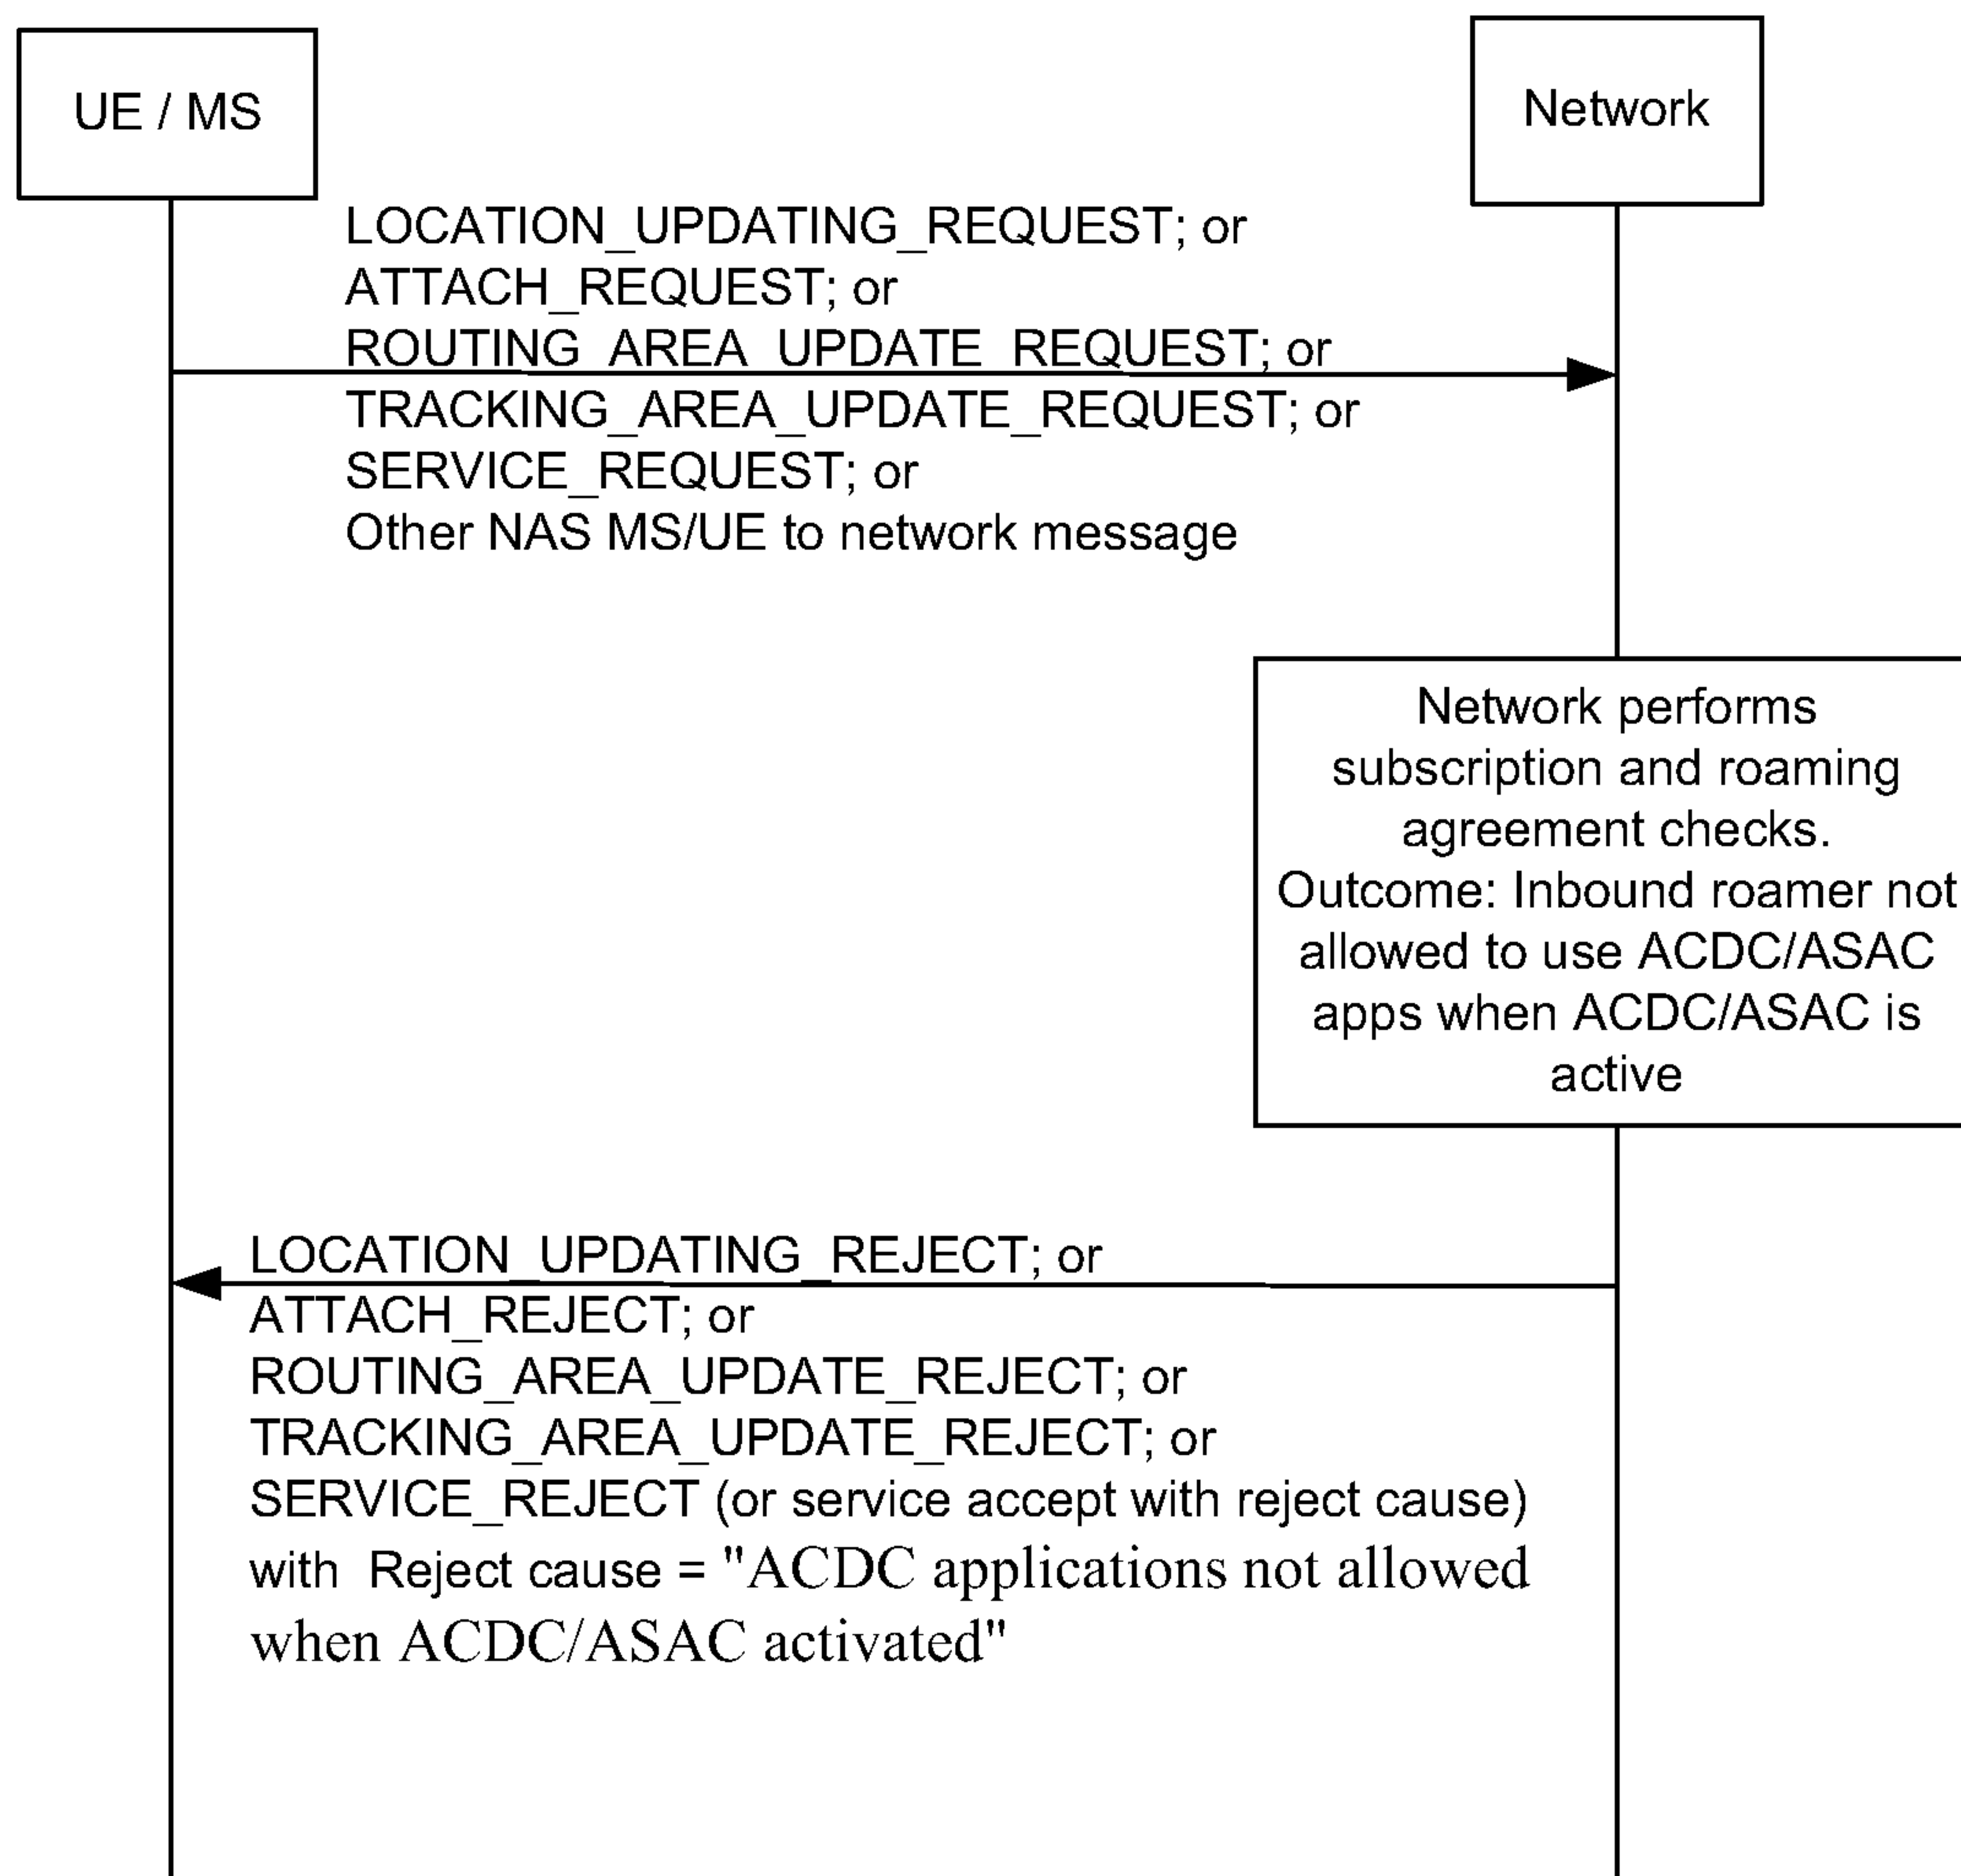 UE / MS
Network
LOCATION_UPDATING_REQUEST; or
ATTACH_REQUEST; or
ROUTING_AREA_UPDATE_REQUEST; or
TRACKING_AREA_UPDATE_REQUEST; or
SERVICE_REQUEST; or
Other NAS MS/UE to network message
Network performs
subscription and roaming
agreement checks.
Outcome: Inbound roamer not
allowed to use ACDC/ASAC
apps when ACDC/ASAC is
active
LOCATION_UPDATING_REJECT; or
ATTACH_REJECT; or
ROUTING_AREA_UPDATE_REJECT; or
TRACKING_AREA_UPDATE_REJECT; or
SERVICE_REJECT (or service accept with reject cause)
with Reject cause = "ACDC applications not allowed
when ACDC/ASAC activated"